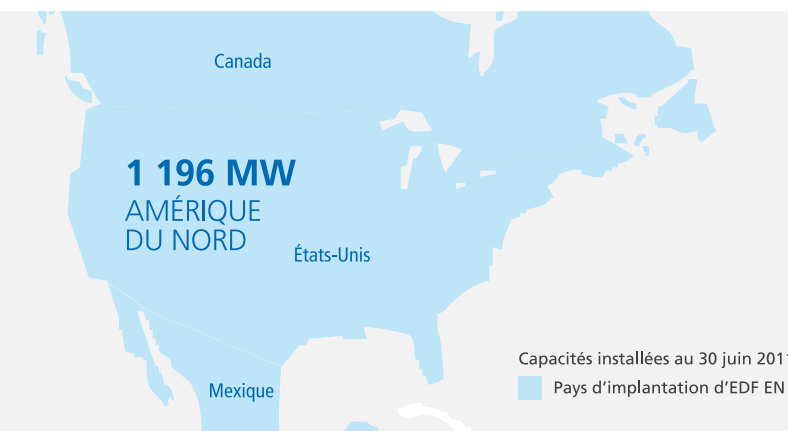 Canada
1 196 MW
AMÉRIQUE
DU NORD
États-Unis
Capacités installées au 30 juin 2011
Pays d'implantation d'EDF EN
Mexique